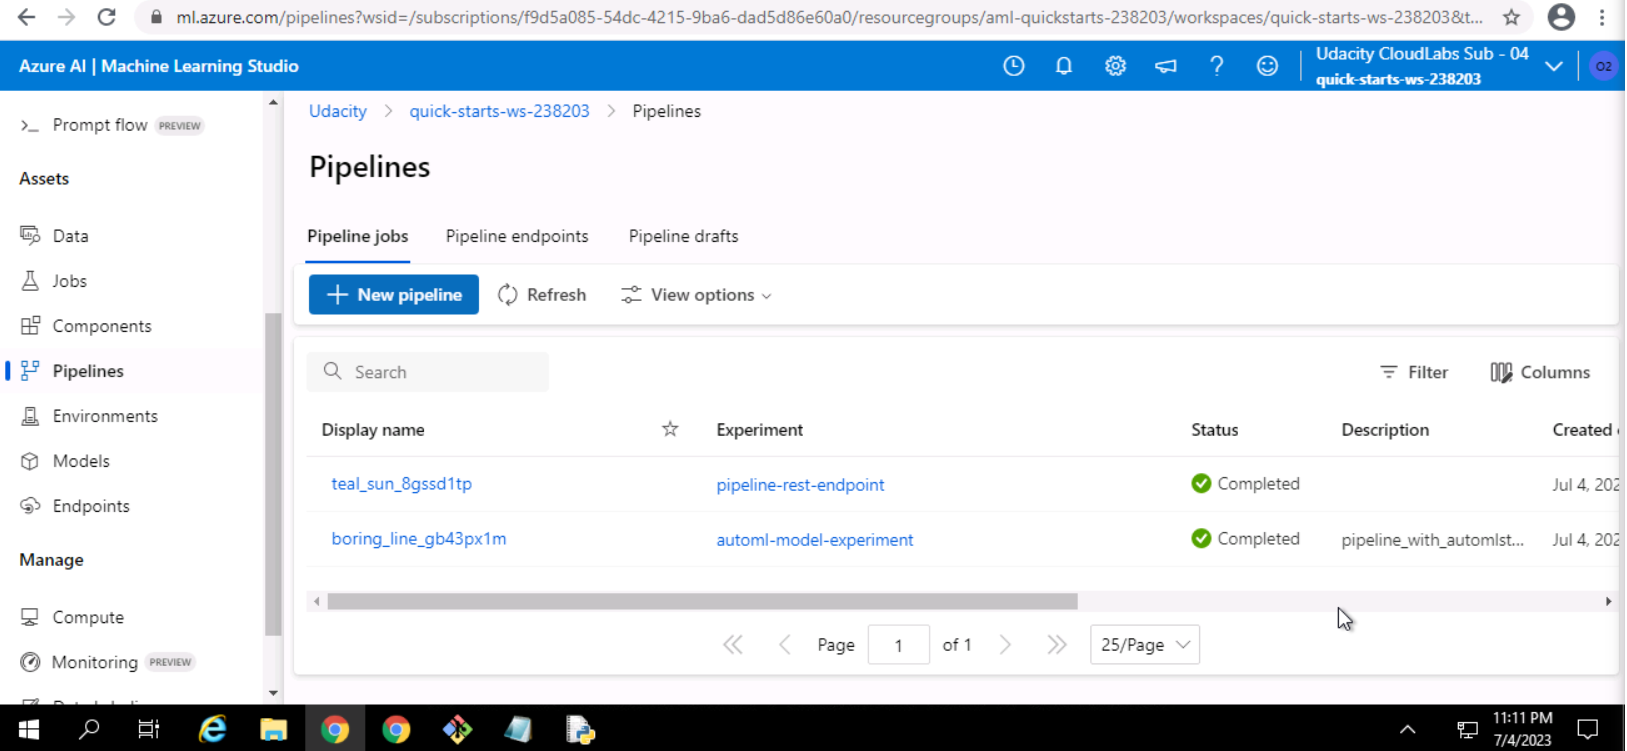 ml.azure.com/pipelines?wsid=/subscriptions/f9d5a085-54dc-4215-9ba6-dad5d86e60a0/resourcegroups/aml-quickstarts-238203/workspaces/quick-starts-ws-238203&t...
Azure AI | Machine Learning Studio
Udacity CloudLabs Sub - 04
quick-starts-ws-238203
O2
Prompt flow PREVIEW
Assets
Data
Jobs
Components
Pipelines
Environments
Models
Endpoints
Manage
Compute
Monitoring PREVIEW
Udacity > quick-starts-ws-238203 > Pipelines
Pipelines
Pipeline jobs Pipeline endpoints Pipeline drafts
New pipeline Refresh View options
Search Filter Columns
Display name Experiment Status Description Created
teal_sun_8gssd1tp pipeline-rest-endpoint Completed Jul 4, 202
boring_line_gb43px1m automl-model-experiment Completed pipeline_with_automlst... Jul 4, 202
Page 1 of 1 25/Page
11:11 PM
7/4/2023